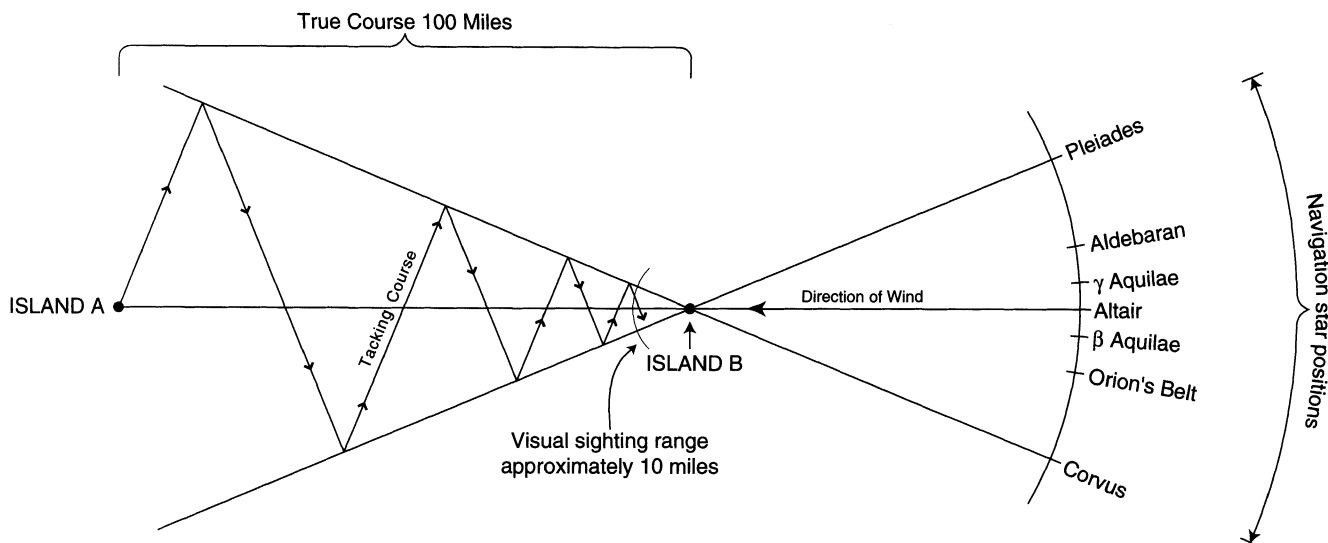 True Course 100 Miles
Pleiades
Aldebaran
γ Aquilae
Altair
β Aquilae
Orion's Belt
Corvus
Navigation star positions
Direction of Wind
Tacking Course
ISLAND A
ISLAND B
Visual sighting range
approximately 10 miles